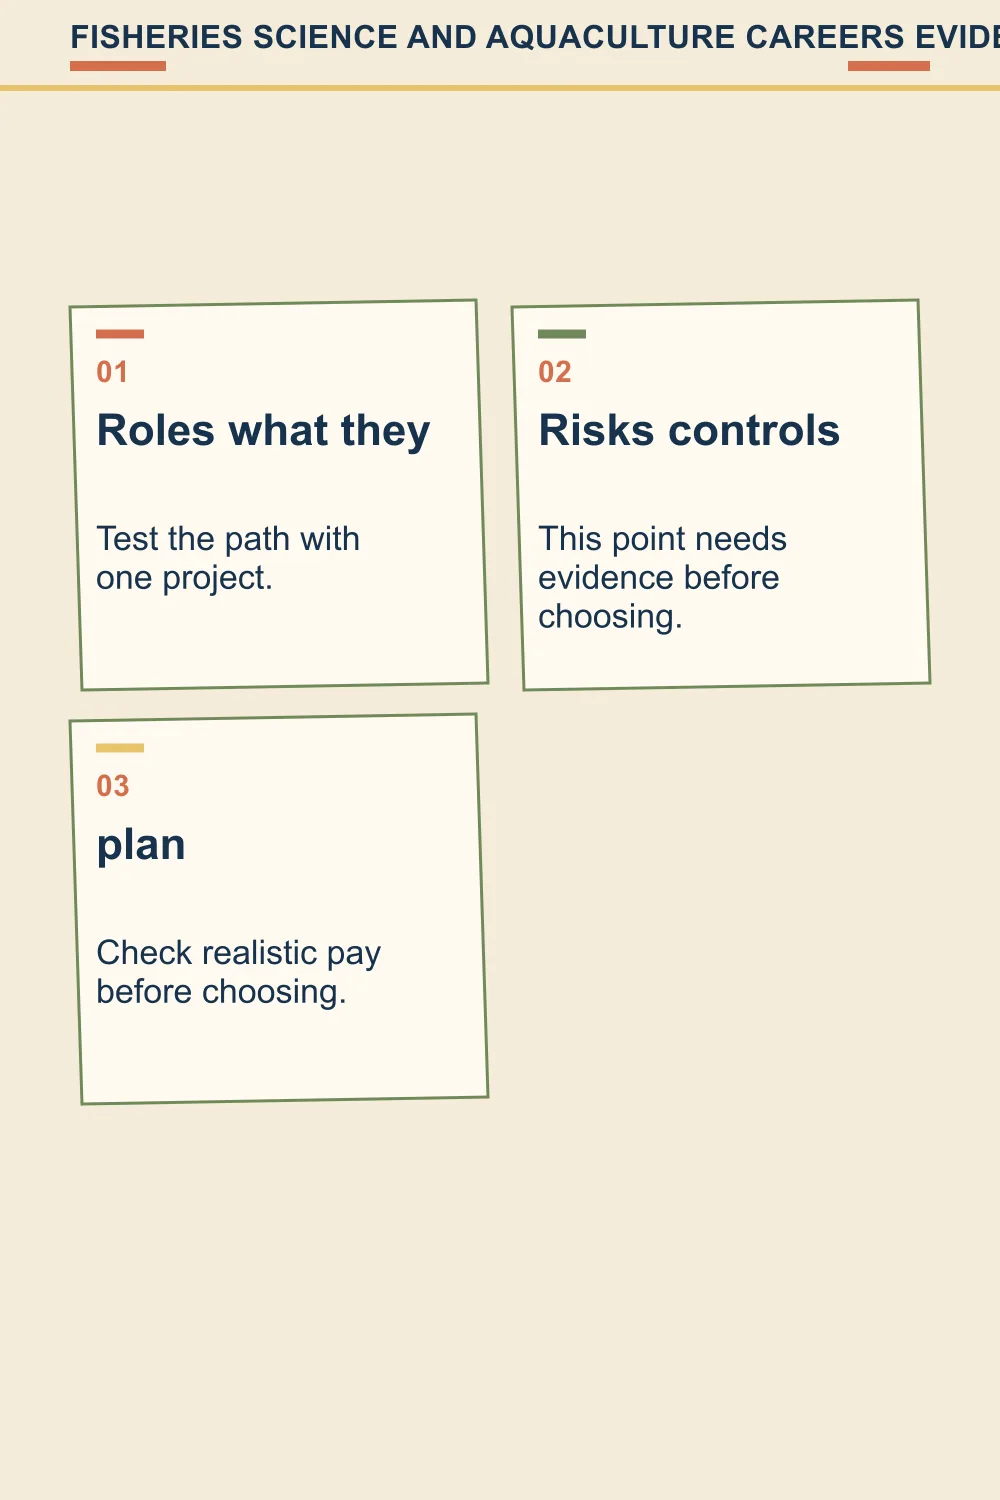 FISHERIES SCIENCE AND AQUACULTURE CAREERS
01
Roles what they
Test the path with
one project.
02
Risks controls
This point needs
evidence before
choosing.
03
plan
Check realistic pay
before choosing.